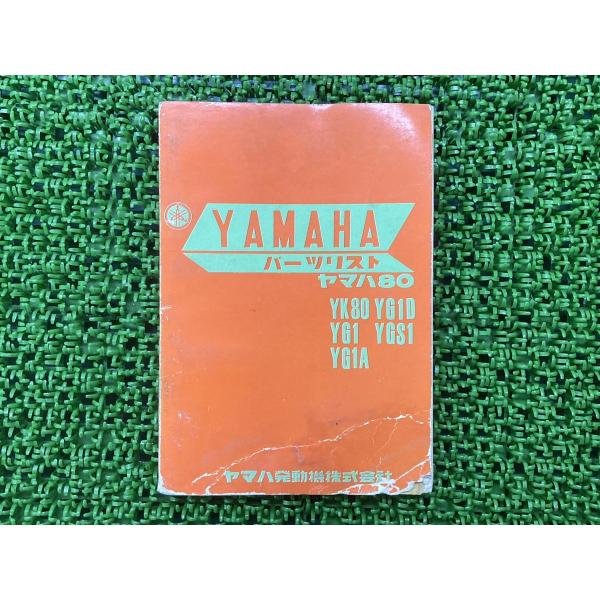 YAMAHA
パーツリスト
ヤマハ80
YK80 YG1D
YG1 YGS1
YG1A
ヤマハ発動機株式会社